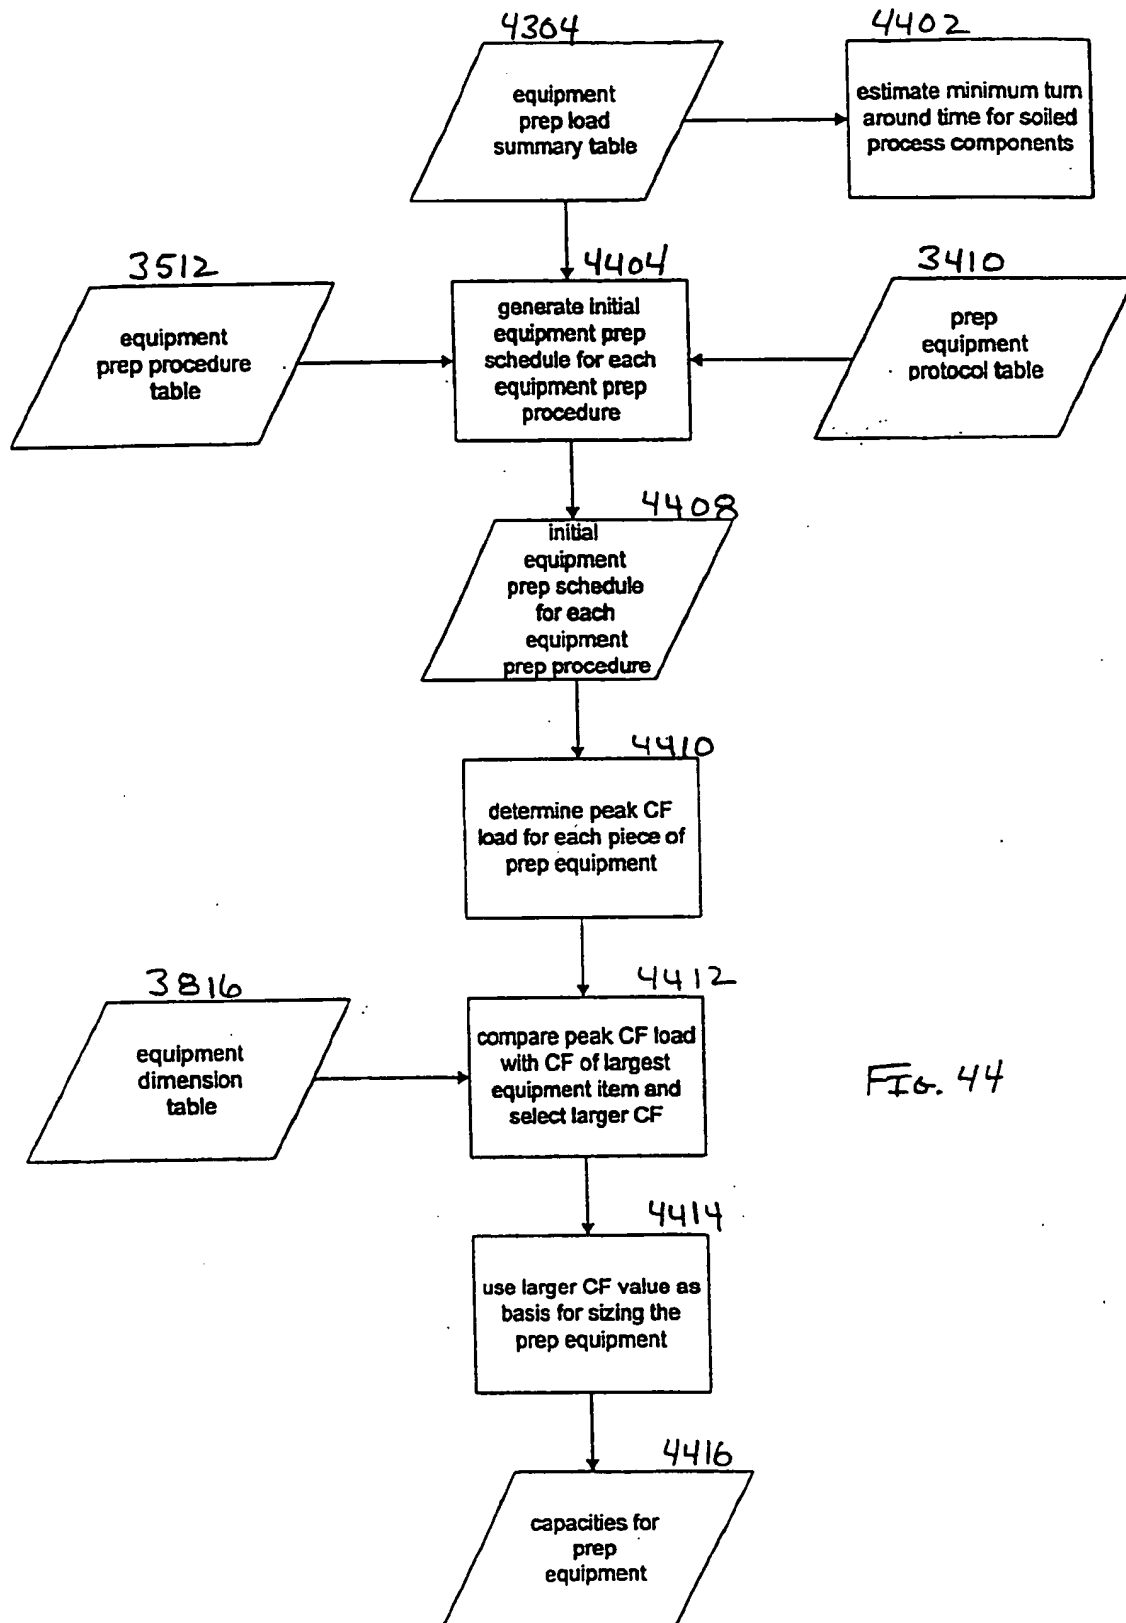 4304
equipment
prep load
summary table
4402
estimate minimum turn
around time for soiled
process components
3512
equipment
prep procedure
table
4404
generate initial
equipment prep
schedule for each
equipment prep
procedure
3410
prep
equipment
protocol table
4408
initial
equipment
prep schedule
for each
equipment
prep procedure
4410
determine peak CF
load for each piece of
prep equipment
3816
equipment
dimension
table
4412
compare peak CF load
with CF of largest
equipment item and
select larger CF
FIG. 44
4414
use larger CF value as
basis for sizing the
prep equipment
4416
capacities for
prep
equipment